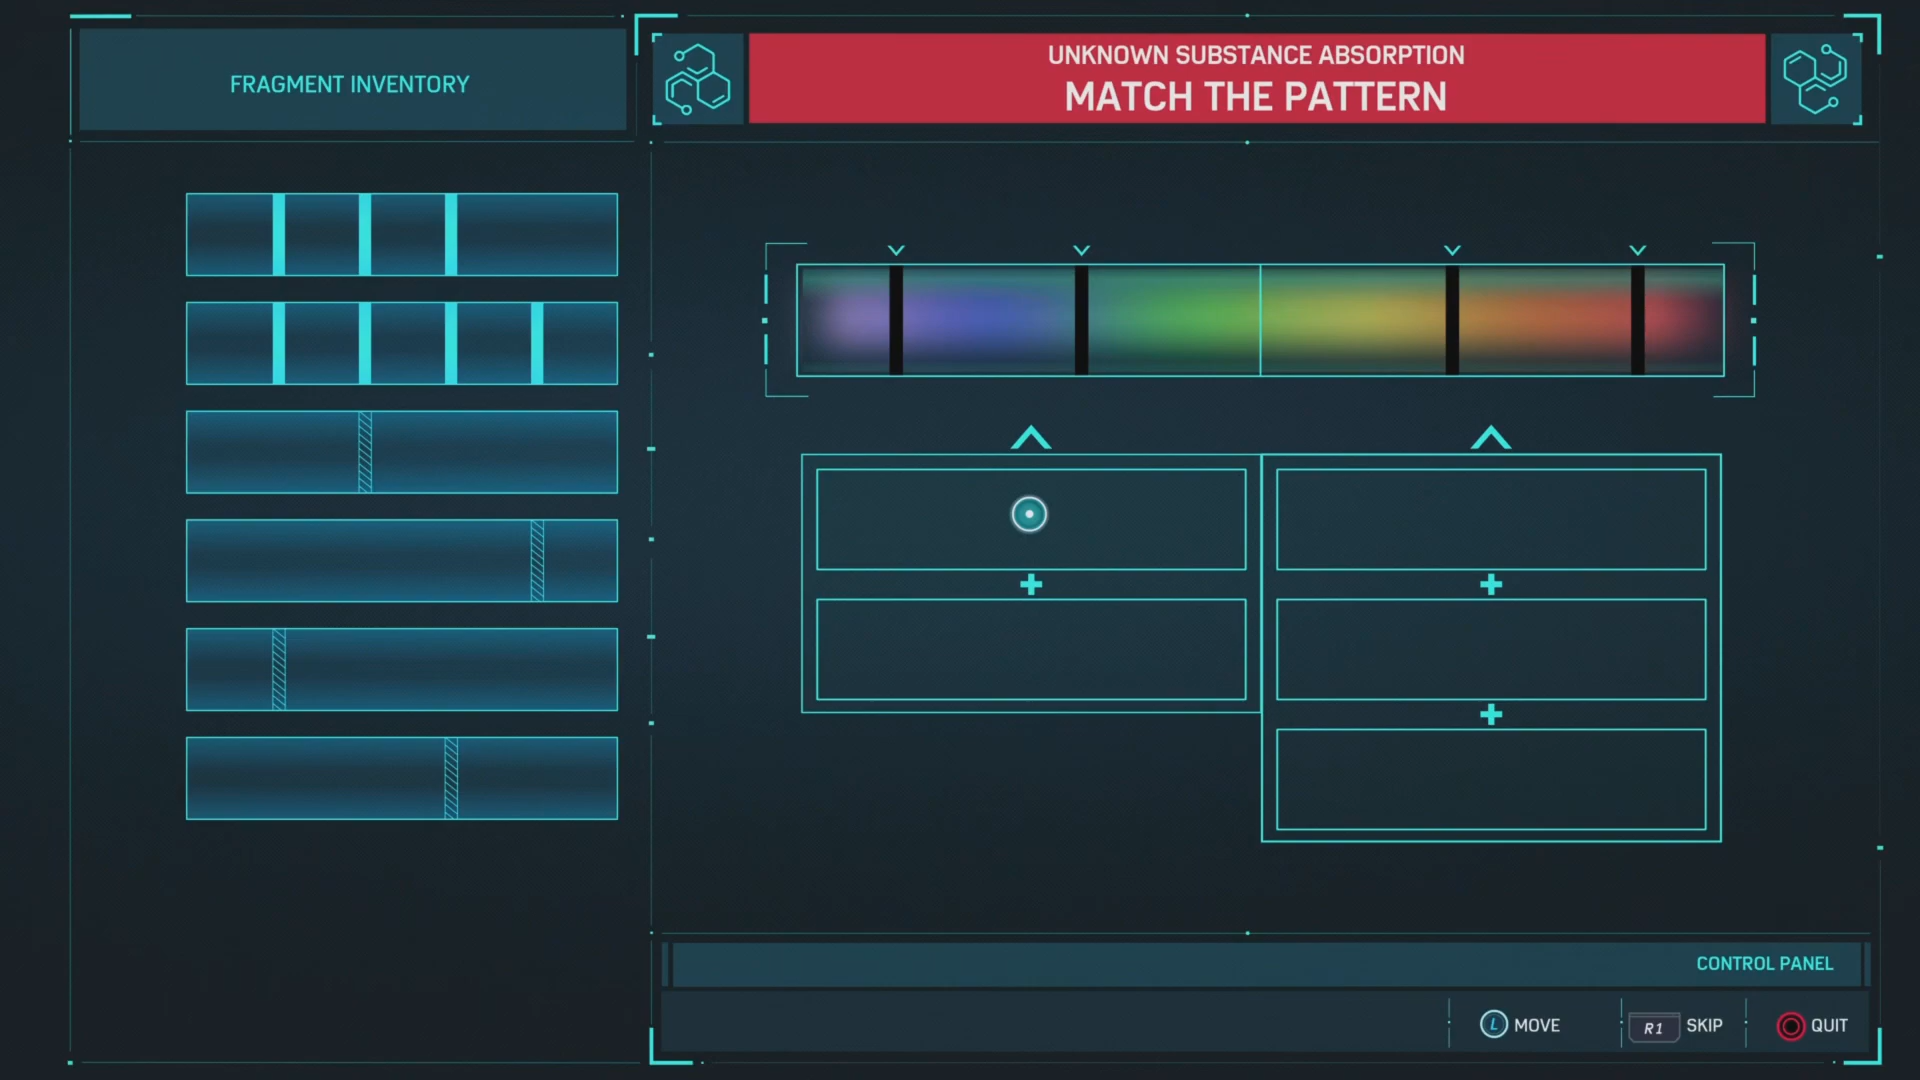 FRAGMENT INVENTORY
UNKNOWN SUBSTANCE ABSORPTION
MATCH THE PATTERN
CONTROL PANEL
L MOVE
R1 SKIP
QUIT